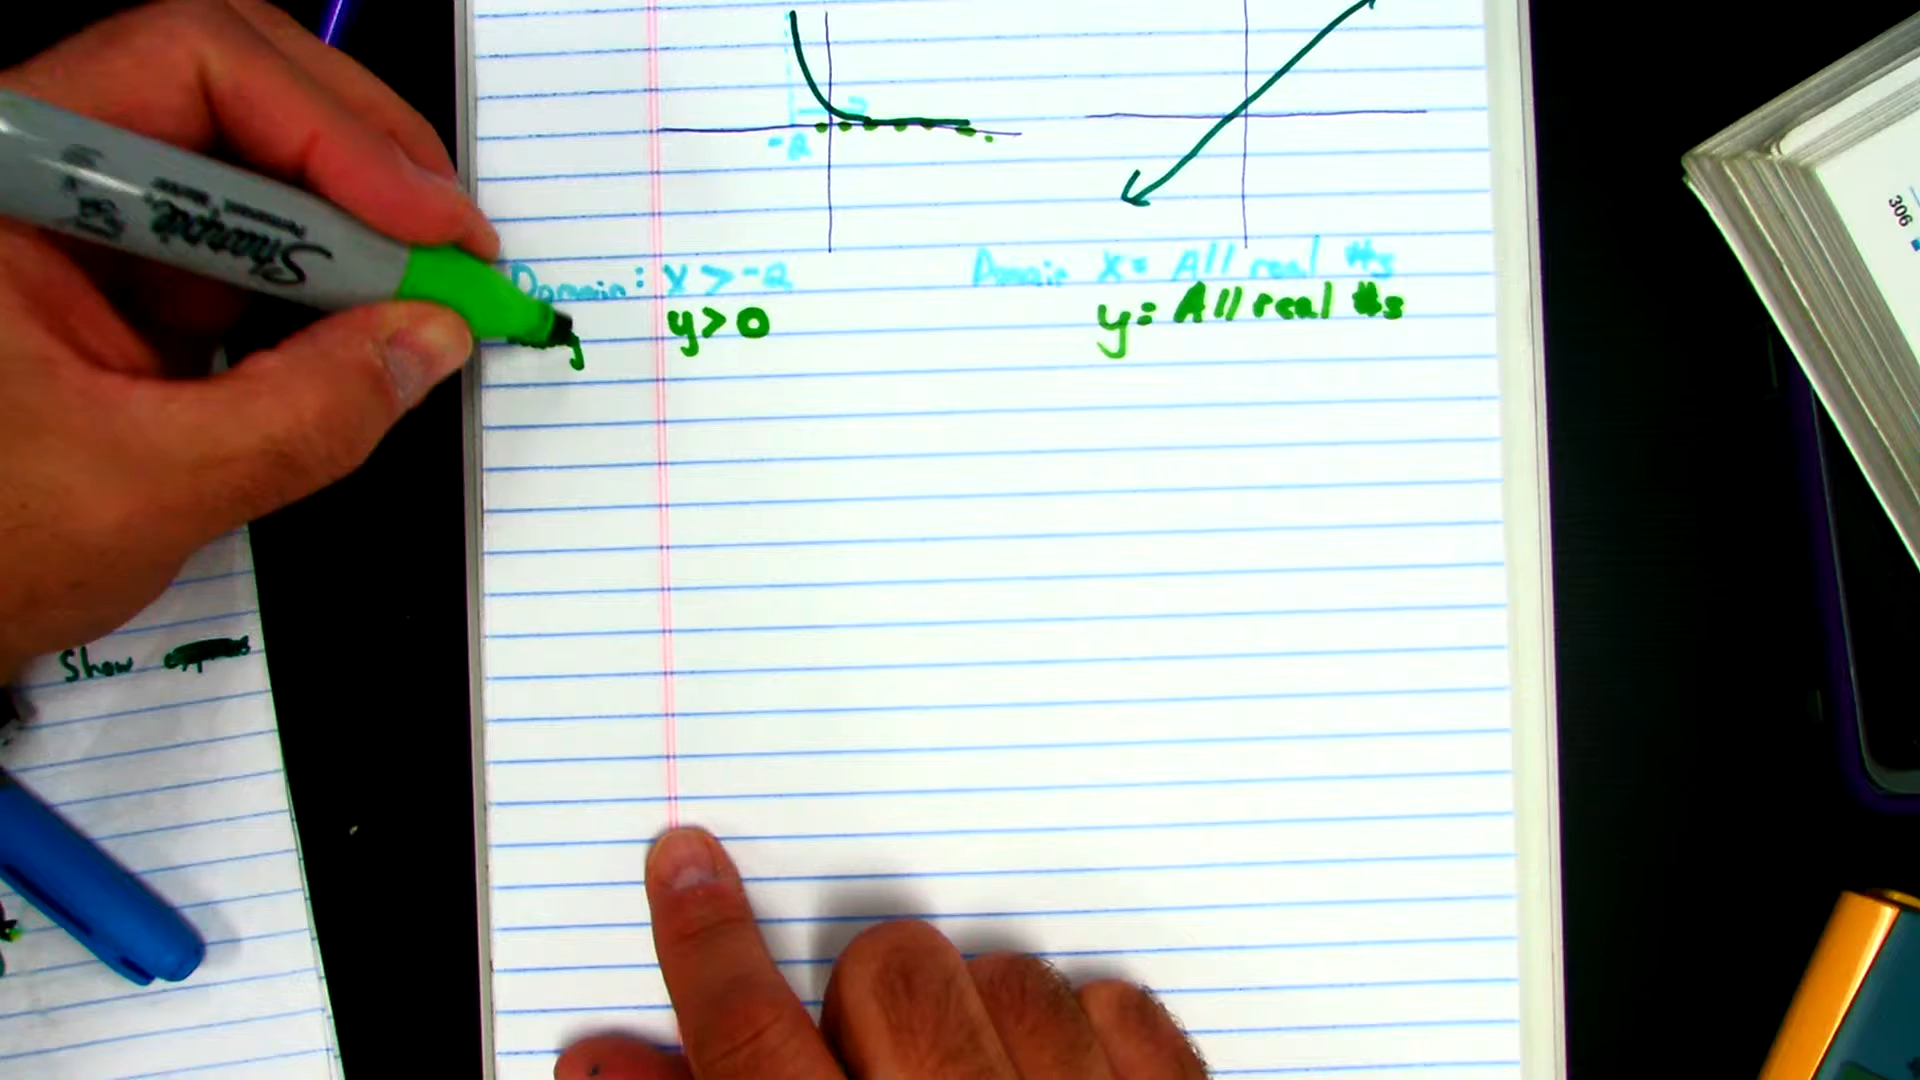 -2
Domain: x > -2
y > 0
Domain x = All real #s
y = All real #s
Sharpie
Show
306